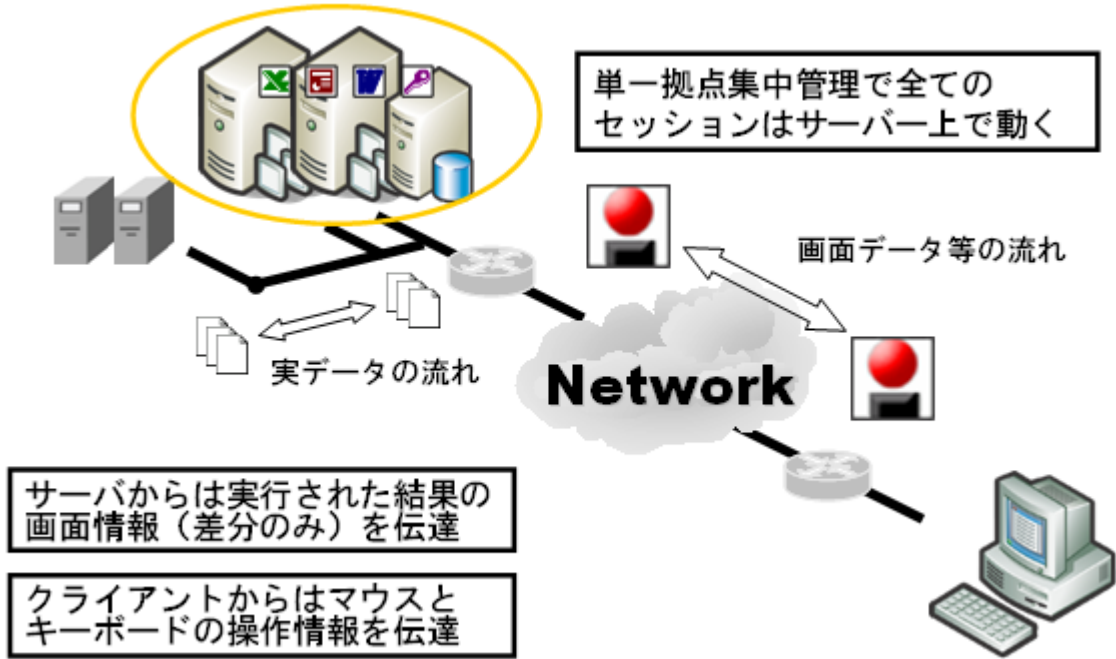 単一拠点集中管理で全ての
セッションはサーバー上で動く
画面データ等の流れ
実データの流れ
Network
サーバからは実行された結果の
画面情報（差分のみ）を伝達
クライアントからはマウスと
キーボードの操作情報を伝達